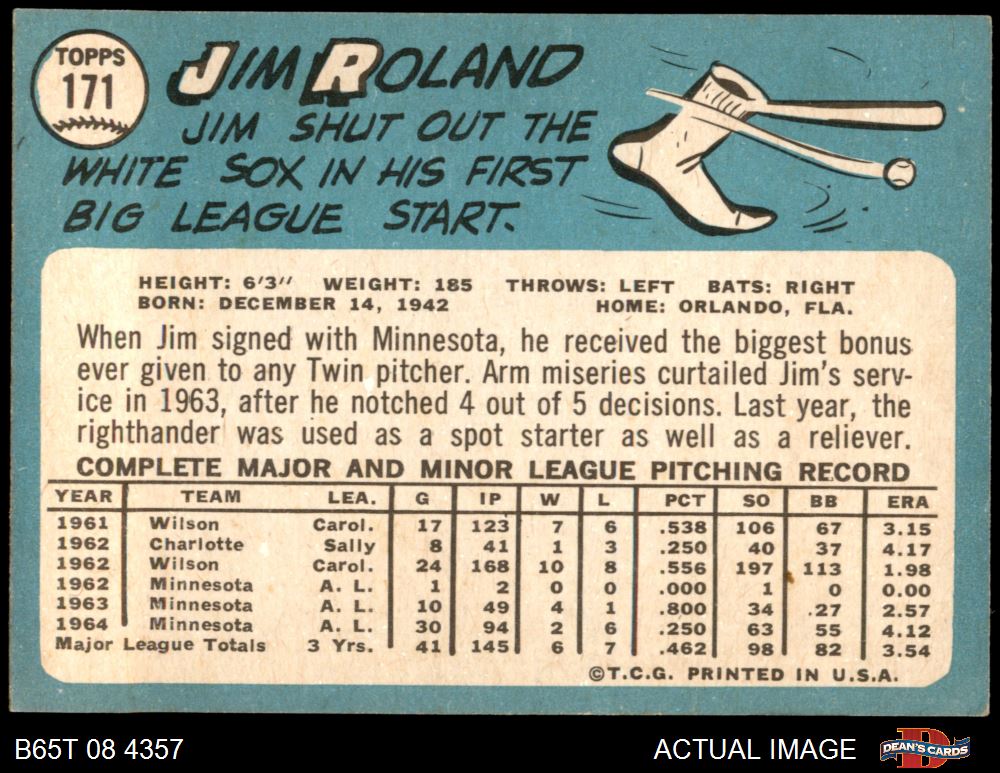 TOPPS
171
JIM ROLAND
JIM SHUT OUT THE
WHITE SOX IN HIS FIRST
BIG LEAGUE START.
HEIGHT: 6'3" WEIGHT: 185 THROWS: LEFT BATS: RIGHT
BORN: DECEMBER 14, 1942 HOME: ORLANDO, FLA.
When Jim signed with Minnesota, he received the biggest bonus
ever given to any Twin pitcher. Arm miseries curtailed Jim's serv-
ice in 1963, after he notched 4 out of 5 decisions. Last year, the
righthander was used as a spot starter as well as a reliever.
COMPLETE MAJOR AND MINOR LEAGUE PITCHING RECORD
YEAR TEAM LEA. G IP W L PCT SO BB ERA
1961 Wilson Carol. 17 123 7 6 .538 106 67 3.15
1962 Charlotte Sally 8 41 1 3 .250 40 37 4.17
1962 Wilson Carol. 24 168 10 8 .556 197 113 1.98
1962 Minnesota A. L. 1 2 0 0 .000 1 0 0.00
1963 Minnesota A. L. 10 49 4 1 .800 34 .27 2.57
1964 Minnesota A. L. 30 94 2 6 .250 63 55 4.12
Major League Totals 3 Yrs. 41 145 6 7 .462 98 82 3.54
©T.C.G. PRINTED IN U.S.A.
B65T 08 4357 ACTUAL IMAGE DEAN'S CARDS